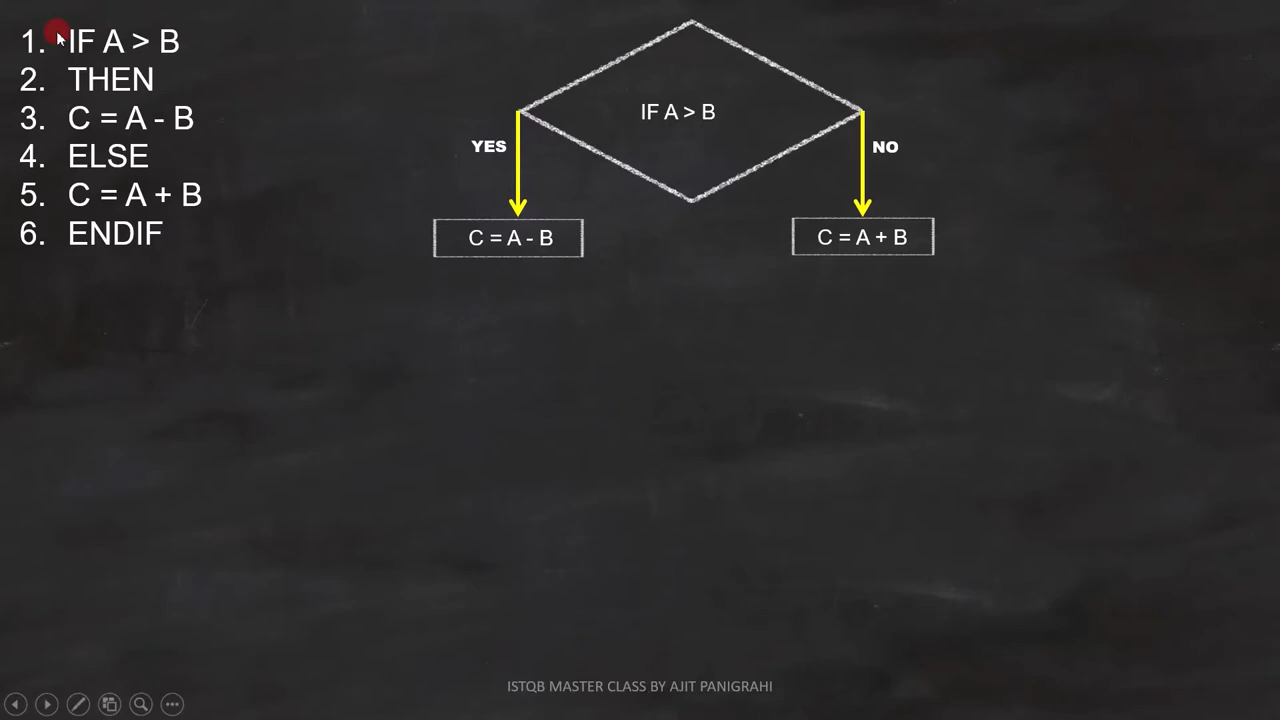 1. IF A > B
2. THEN
3. C = A - B
4. ELSE
5. C = A + B
6. ENDIF
IF A > B
YES
NO
C = A - B
C = A + B
ISTQB MASTER CLASS BY AJIT PANIGRAHI